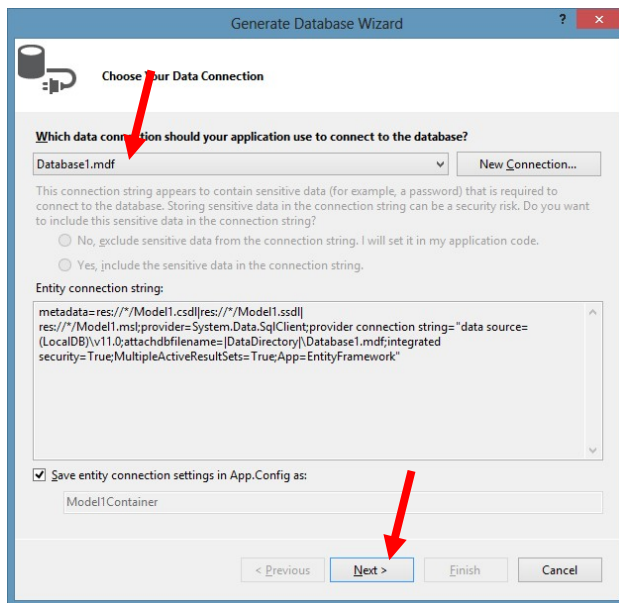 Generate Database Wizard
?
×
Choose Your Data Connection
Which data connection should your application use to connect to the database?
Database1.mdf
New Connection...
This connection string appears to contain sensitive data (for example, a password) that is required to
connect to the database. Storing sensitive data in the connection string can be a security risk. Do you want
to include this sensitive data in the connection string?
No, exclude sensitive data from the connection string. I will set it in my application code.
Yes, include the sensitive data in the connection string.
Entity connection string:
metadata=res://*/Model1.csdl|res://*/Model1.ssdl|
res://*/Model1.msl;provider=System.Data.SqlClient;provider connection string="data source=
(LocalDB)\v11.0;attachdbfilename=|DataDirectory|\Database1.mdf;integrated
security=True;MultipleActiveResultSets=True;App=EntityFramework"
Save entity connection settings in App.Config as:
Model1Container
< Previous
Next >
Finish
Cancel